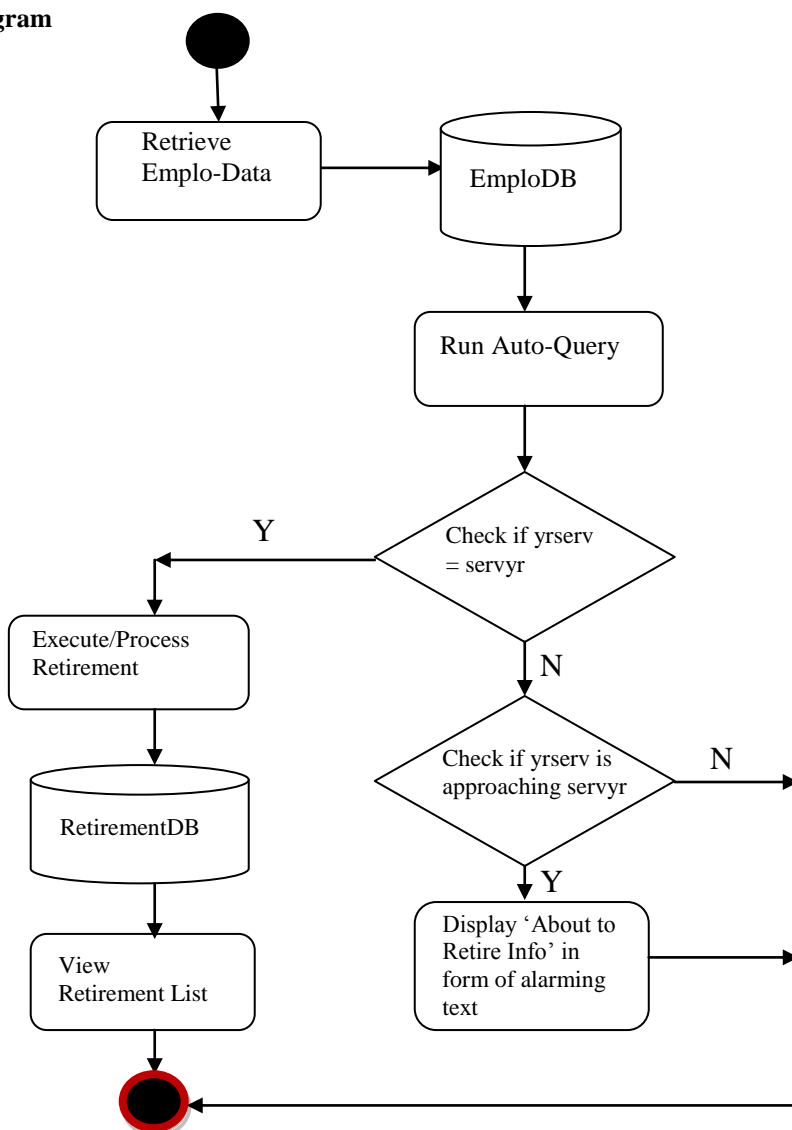 gram
Retrieve
Emplo-Data
EmploDB
Run Auto-Query
Check if yrserv
= servyr
Y
Execute/Process
Retirement
N
Check if yrserv is
approaching servyr
N
RetirementDB
Y
Display ‘About to
Retire Info’ in
form of alarming
text
View
Retirement List